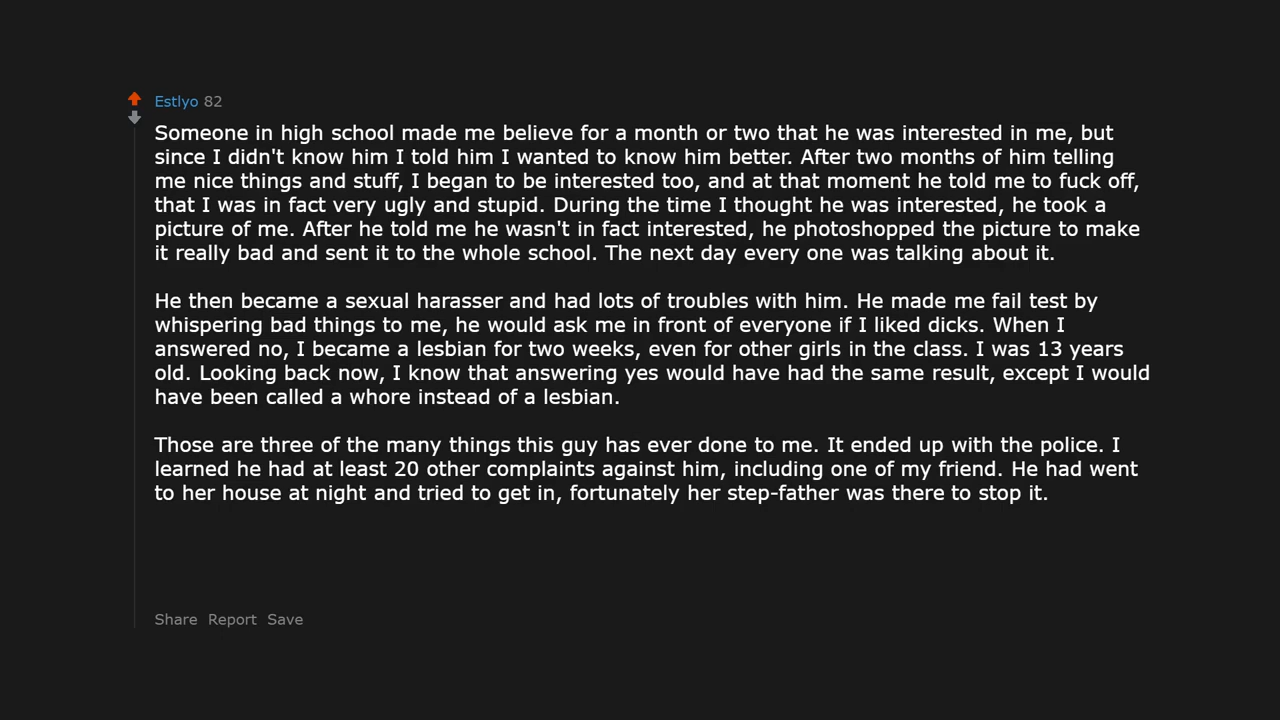 Estlyo 82
Someone in high school made me believe for a month or two that he was interested in me, but
since I didn't know him I told him I wanted to know him better. After two months of him telling
me nice things and stuff, I began to be interested too, and at that moment he told me to fuck off,
that I was in fact very ugly and stupid. During the time I thought he was interested, he took a
picture of me. After he told me he wasn't in fact interested, he photoshopped the picture to make
it really bad and sent it to the whole school. The next day every one was talking about it.
He then became a sexual harasser and had lots of troubles with him. He made me fail test by
whispering bad things to me, he would ask me in front of everyone if I liked dicks. When I
answered no, I became a lesbian for two weeks, even for other girls in the class. I was 13 years
old. Looking back now, I know that answering yes would have had the same result, except I would
have been called a whore instead of a lesbian.
Those are three of the many things this guy has ever done to me. It ended up with the police. I
learned he had at least 20 other complaints against him, including one of my friend. He had went
to her house at night and tried to get in, fortunately her step-father was there to stop it.
Share Report Save